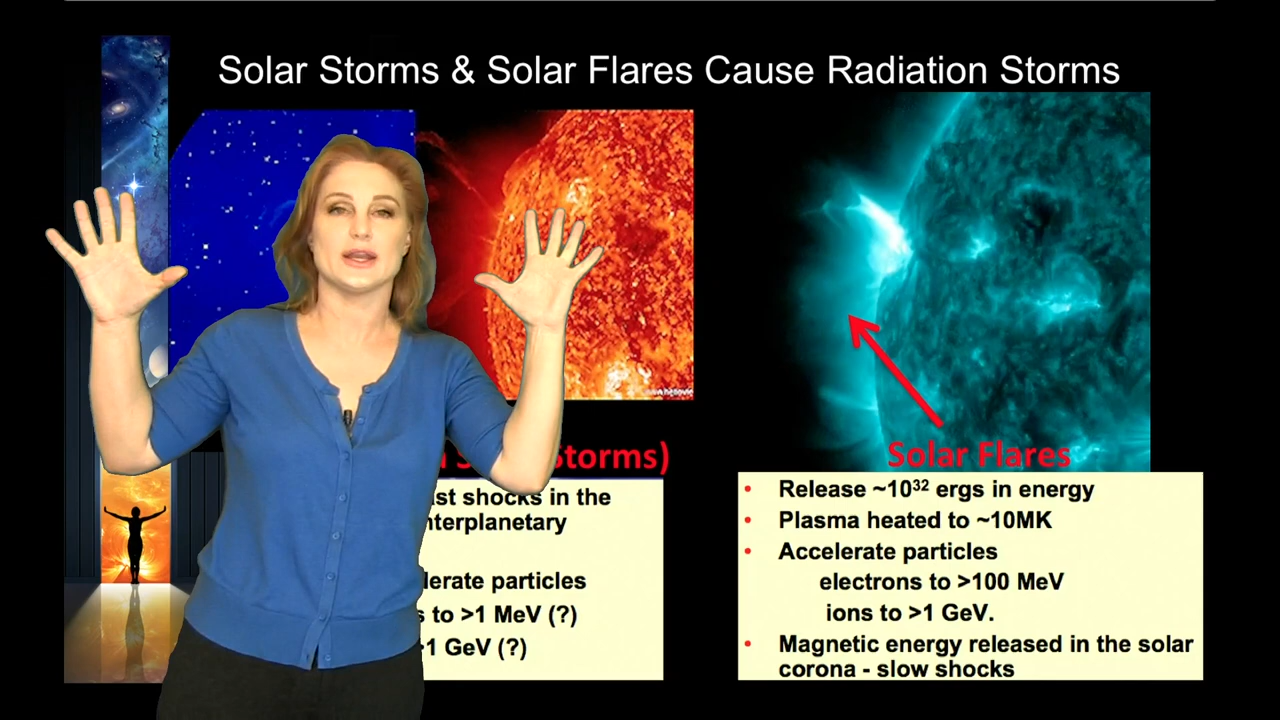 Solar Storms & Solar Flares Cause Radiation Storms
Storms)
shocks in the
electrons to >100 MeV
particles
to >1 MeV (?)
1 GeV (?)
Solar Flares
• Release ~10³² ergs in energy
• Plasma heated to ~10MK
• Accelerate particles
ions to >1 GeV.
• Magnetic energy released in the solar
corona - slow shocks